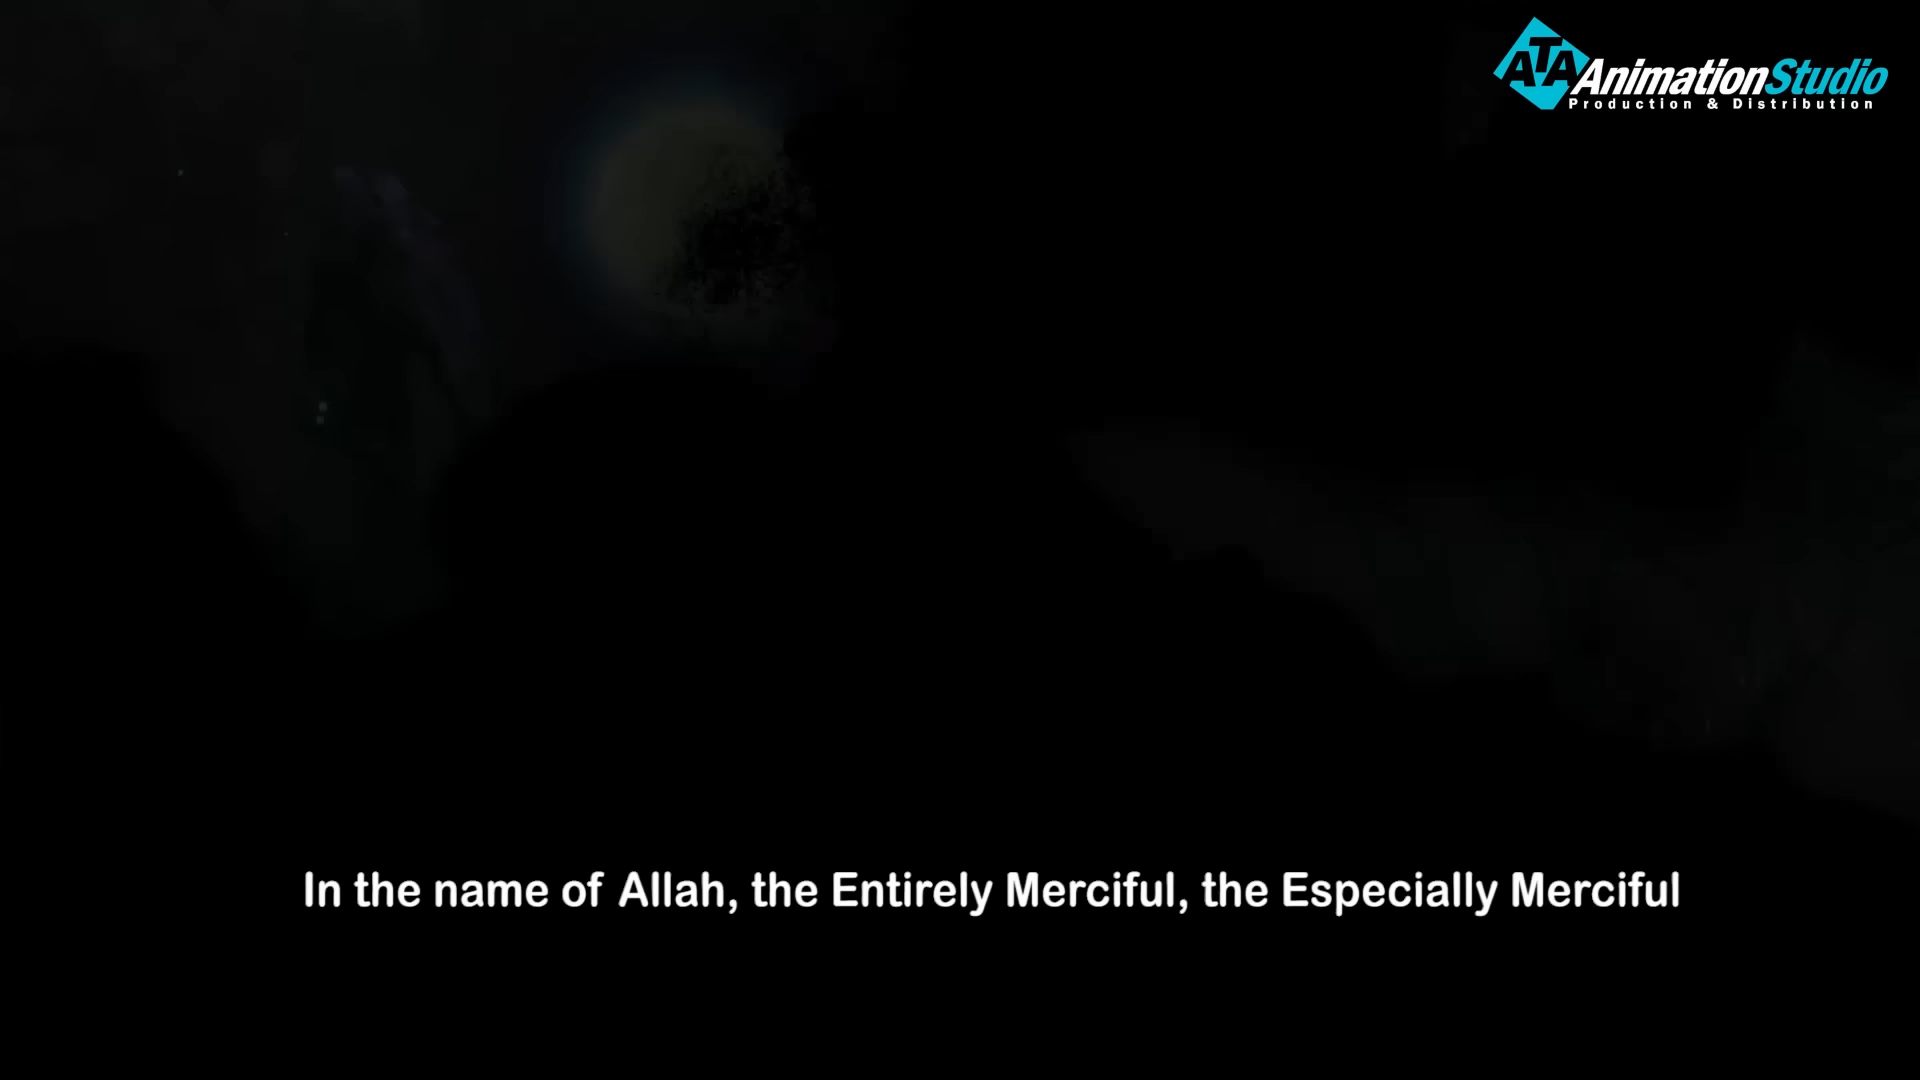 ATA AnimationStudio
Production & Distribution
In the name of Allah, the Entirely Merciful, the Especially Merciful